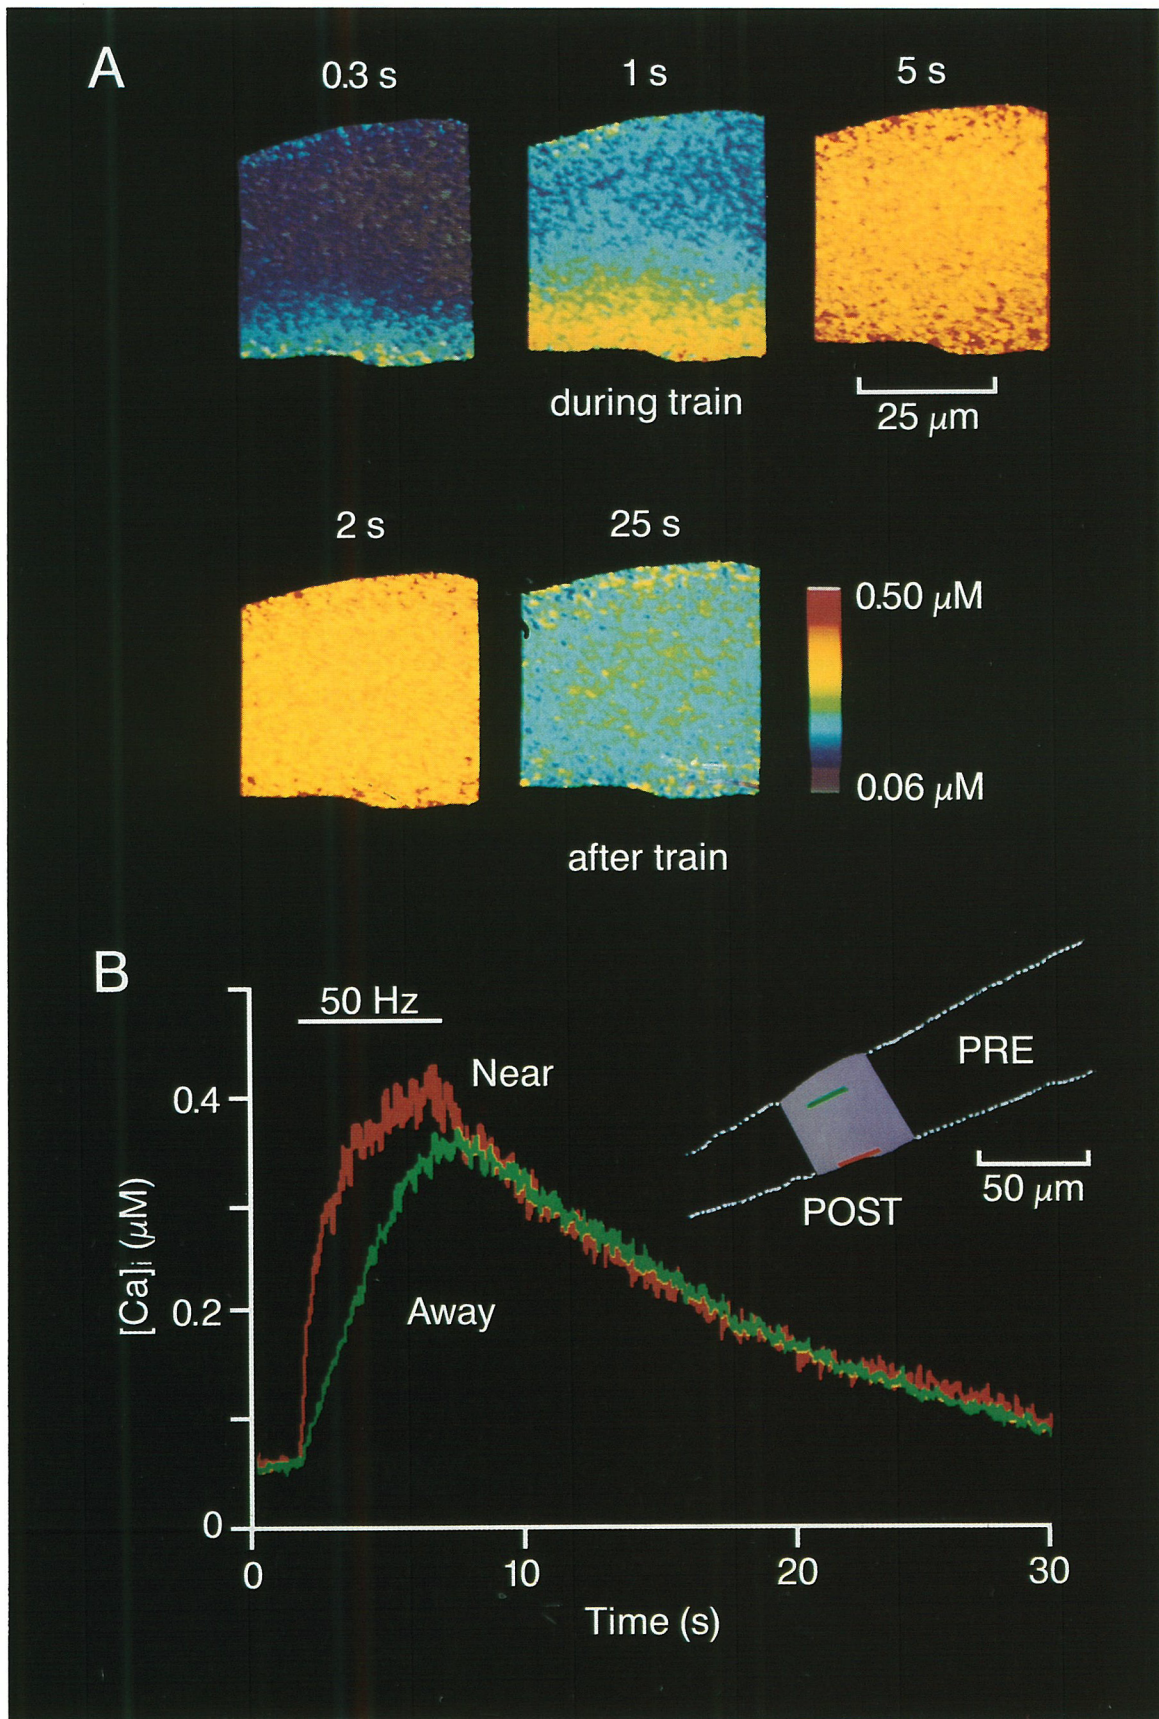 A
0.3 s
1 s
5 s
during train
25 μm
2 s
25 s
0.50 μM
0.06 μM
after train
B
50 Hz
Near
Away
PRE
POST
50 μm
[Ca]i (μM)
0.4
0.2
0
0
10
20
30
Time (s)